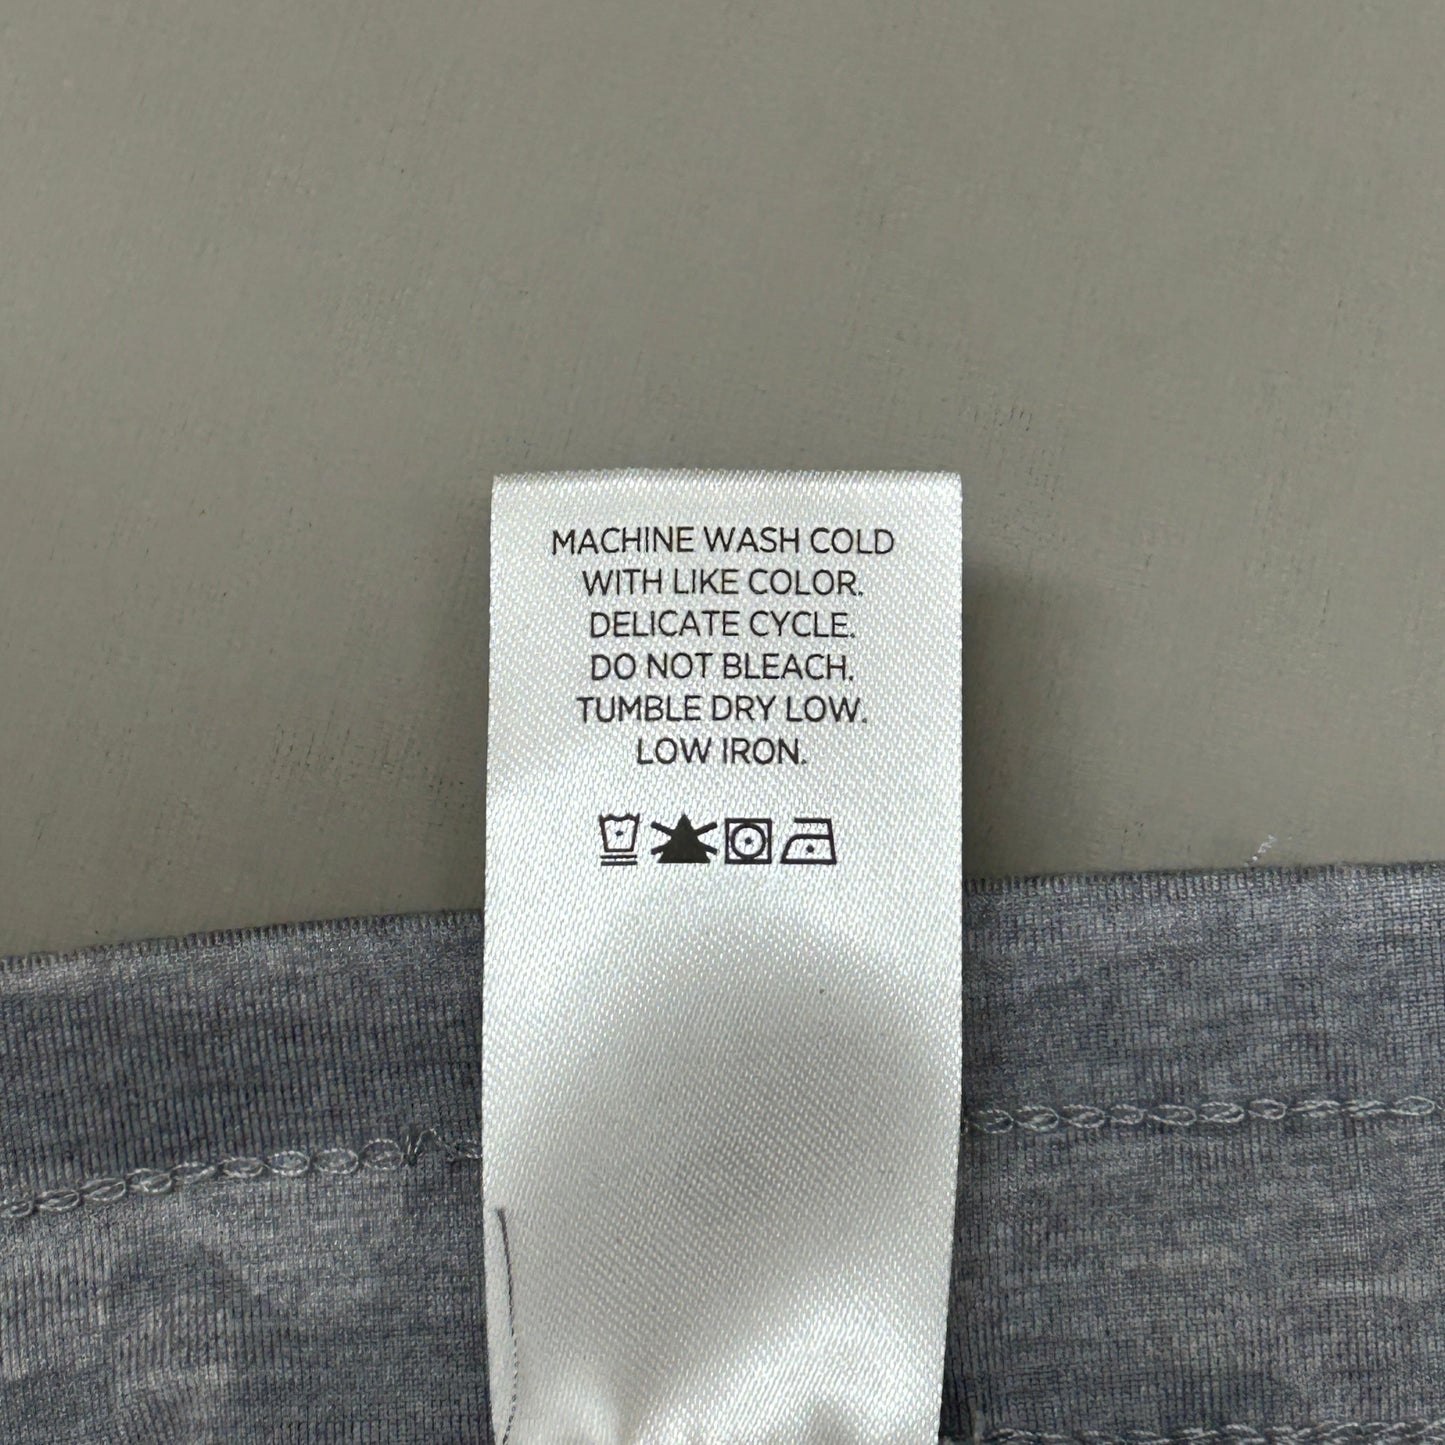 MACHINE WASH COLD
WITH LIKE COLOR.
DELICATE CYCLE.
DO NOT BLEACH.
TUMBLE DRY LOW.
LOW IRON.